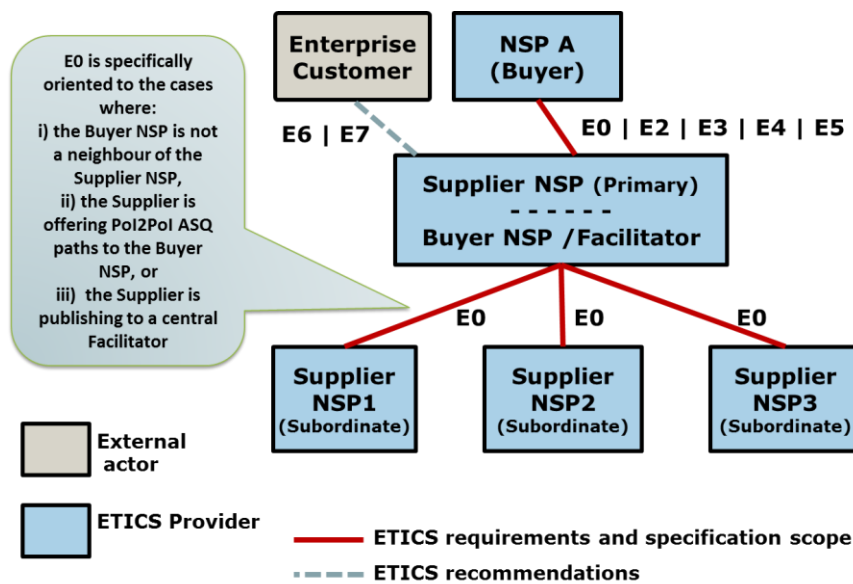 E0 is specifically
oriented to the cases
where:
i) the Buyer NSP is not
a neighbour of the
Supplier NSP,
ii) the Supplier is
offering PoI2PoI ASQ
paths to the Buyer
NSP, or
iii) the Supplier is
publishing to a central
Facilitator
Enterprise
Customer
NSP A
(Buyer)
E6 | E7
E0 | E2 | E3 | E4 | E5
Supplier NSP (Primary)
- - - - - -
Buyer NSP /Facilitator
E0
E0
E0
Supplier
NSP1
(Subordinate)
Supplier
NSP2
(Subordinate)
Supplier
NSP3
(Subordinate)
External
actor
ETICS Provider
ETICS requirements and specification scope
ETICS recommendations